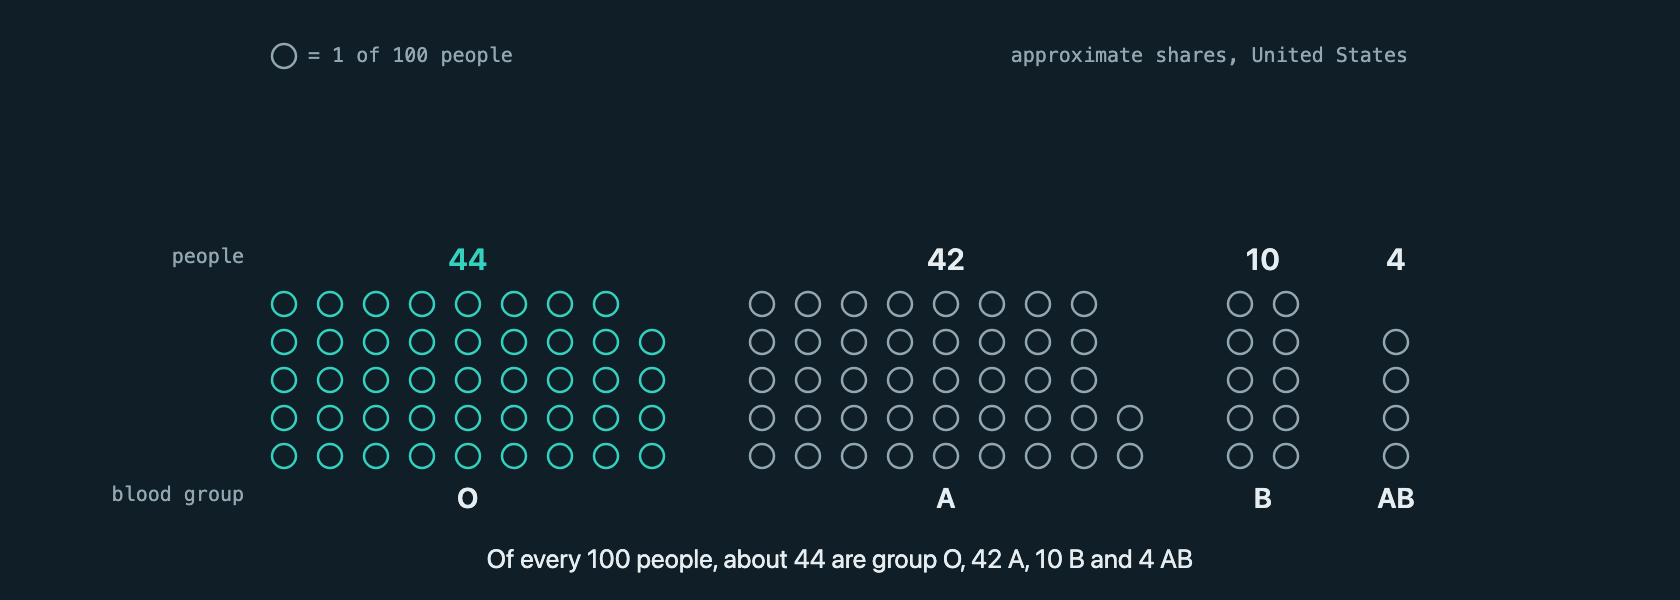 = 1 of 100 people
approximate shares, United States
people 44 42 10 4
blood group O A B AB
Of every 100 people, about 44 are group O, 42 A, 10 B and 4 AB